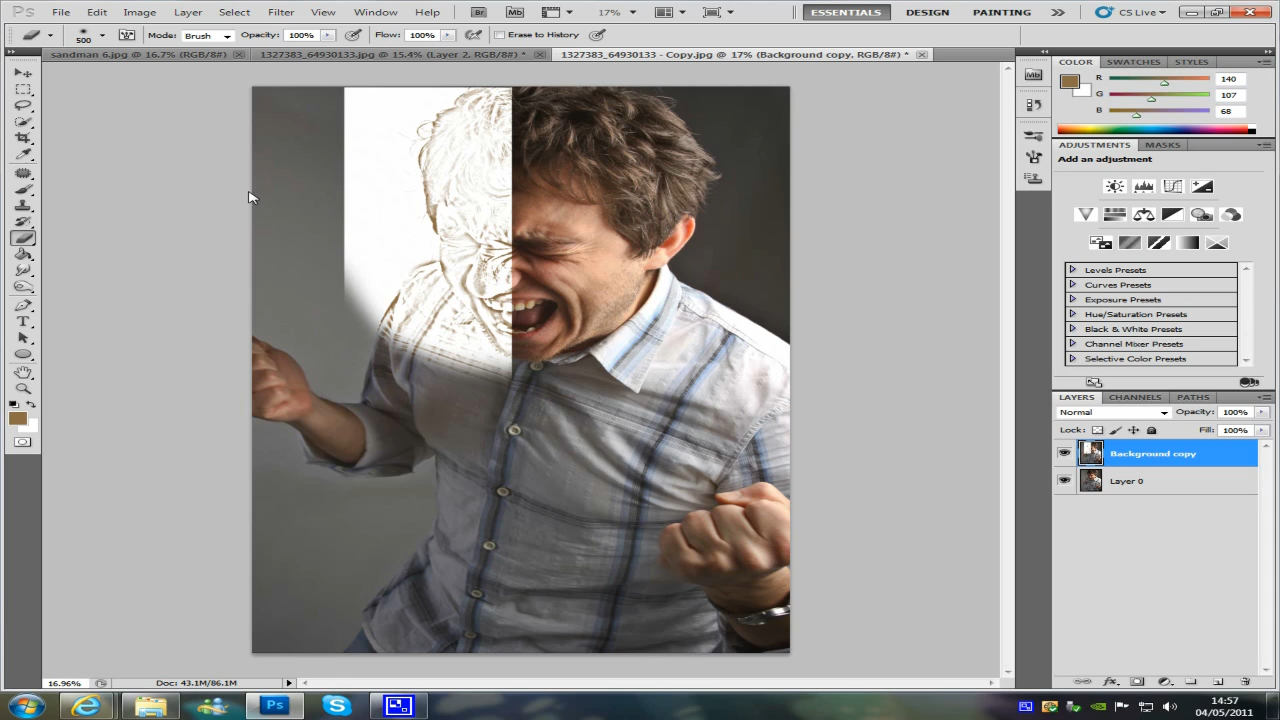 Ps File Edit Image Layer Select Filter View Window Help Br Mb 17% ESSENTIALS DESIGN PAINTING CS Live
500 Mode: Brush Opacity: 100% Flow: 100% Erase to History
sandman 6.jpg @ 16.7% (RGB/8#) 1327383_64930133.jpg @ 15.4% (Layer 2, RGB/8#) * 1327383_64930133 - Copy.jpg @ 17% (Background copy, RGB/8#) *
Mb
COLOR SWATCHES STYLES
R 140
G 107
B 68
ADJUSTMENTS MASKS
Add an adjustment
Levels Presets
Curves Presets
Exposure Presets
Hue/Saturation Presets
Black & White Presets
Channel Mixer Presets
Selective Color Presets
LAYERS CHANNELS PATHS
Normal Opacity: 100%
Lock: Fill: 100%
Background copy
Layer 0
T
16.96% Doc: 43.1M/86.1M
fx
Ps
14:57
04/05/2011